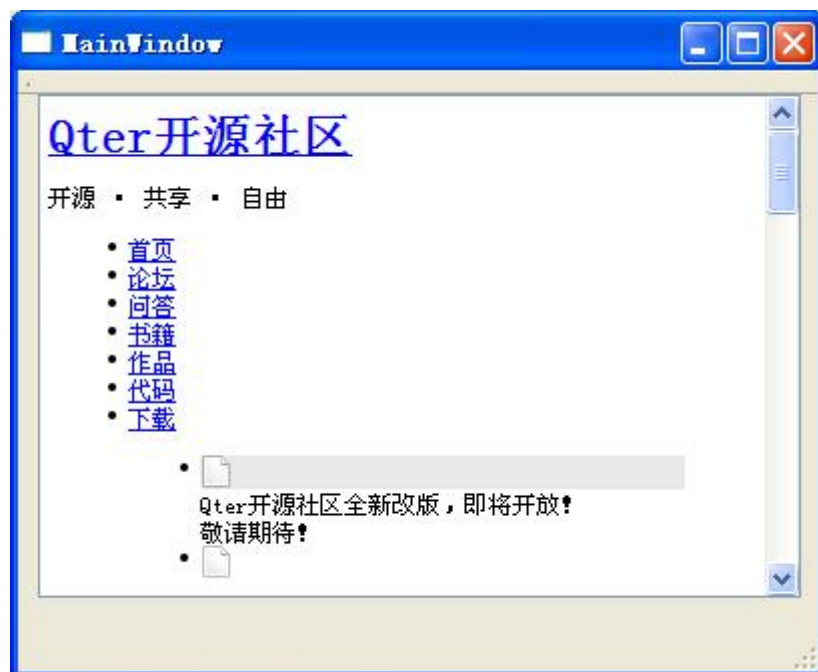 MainWindow
Qter开源社区
开源 · 共享 · 自由
首页
论坛
问答
书籍
作品
代码
下载
Qter开源社区全新改版，即将开放！
敬请期待！